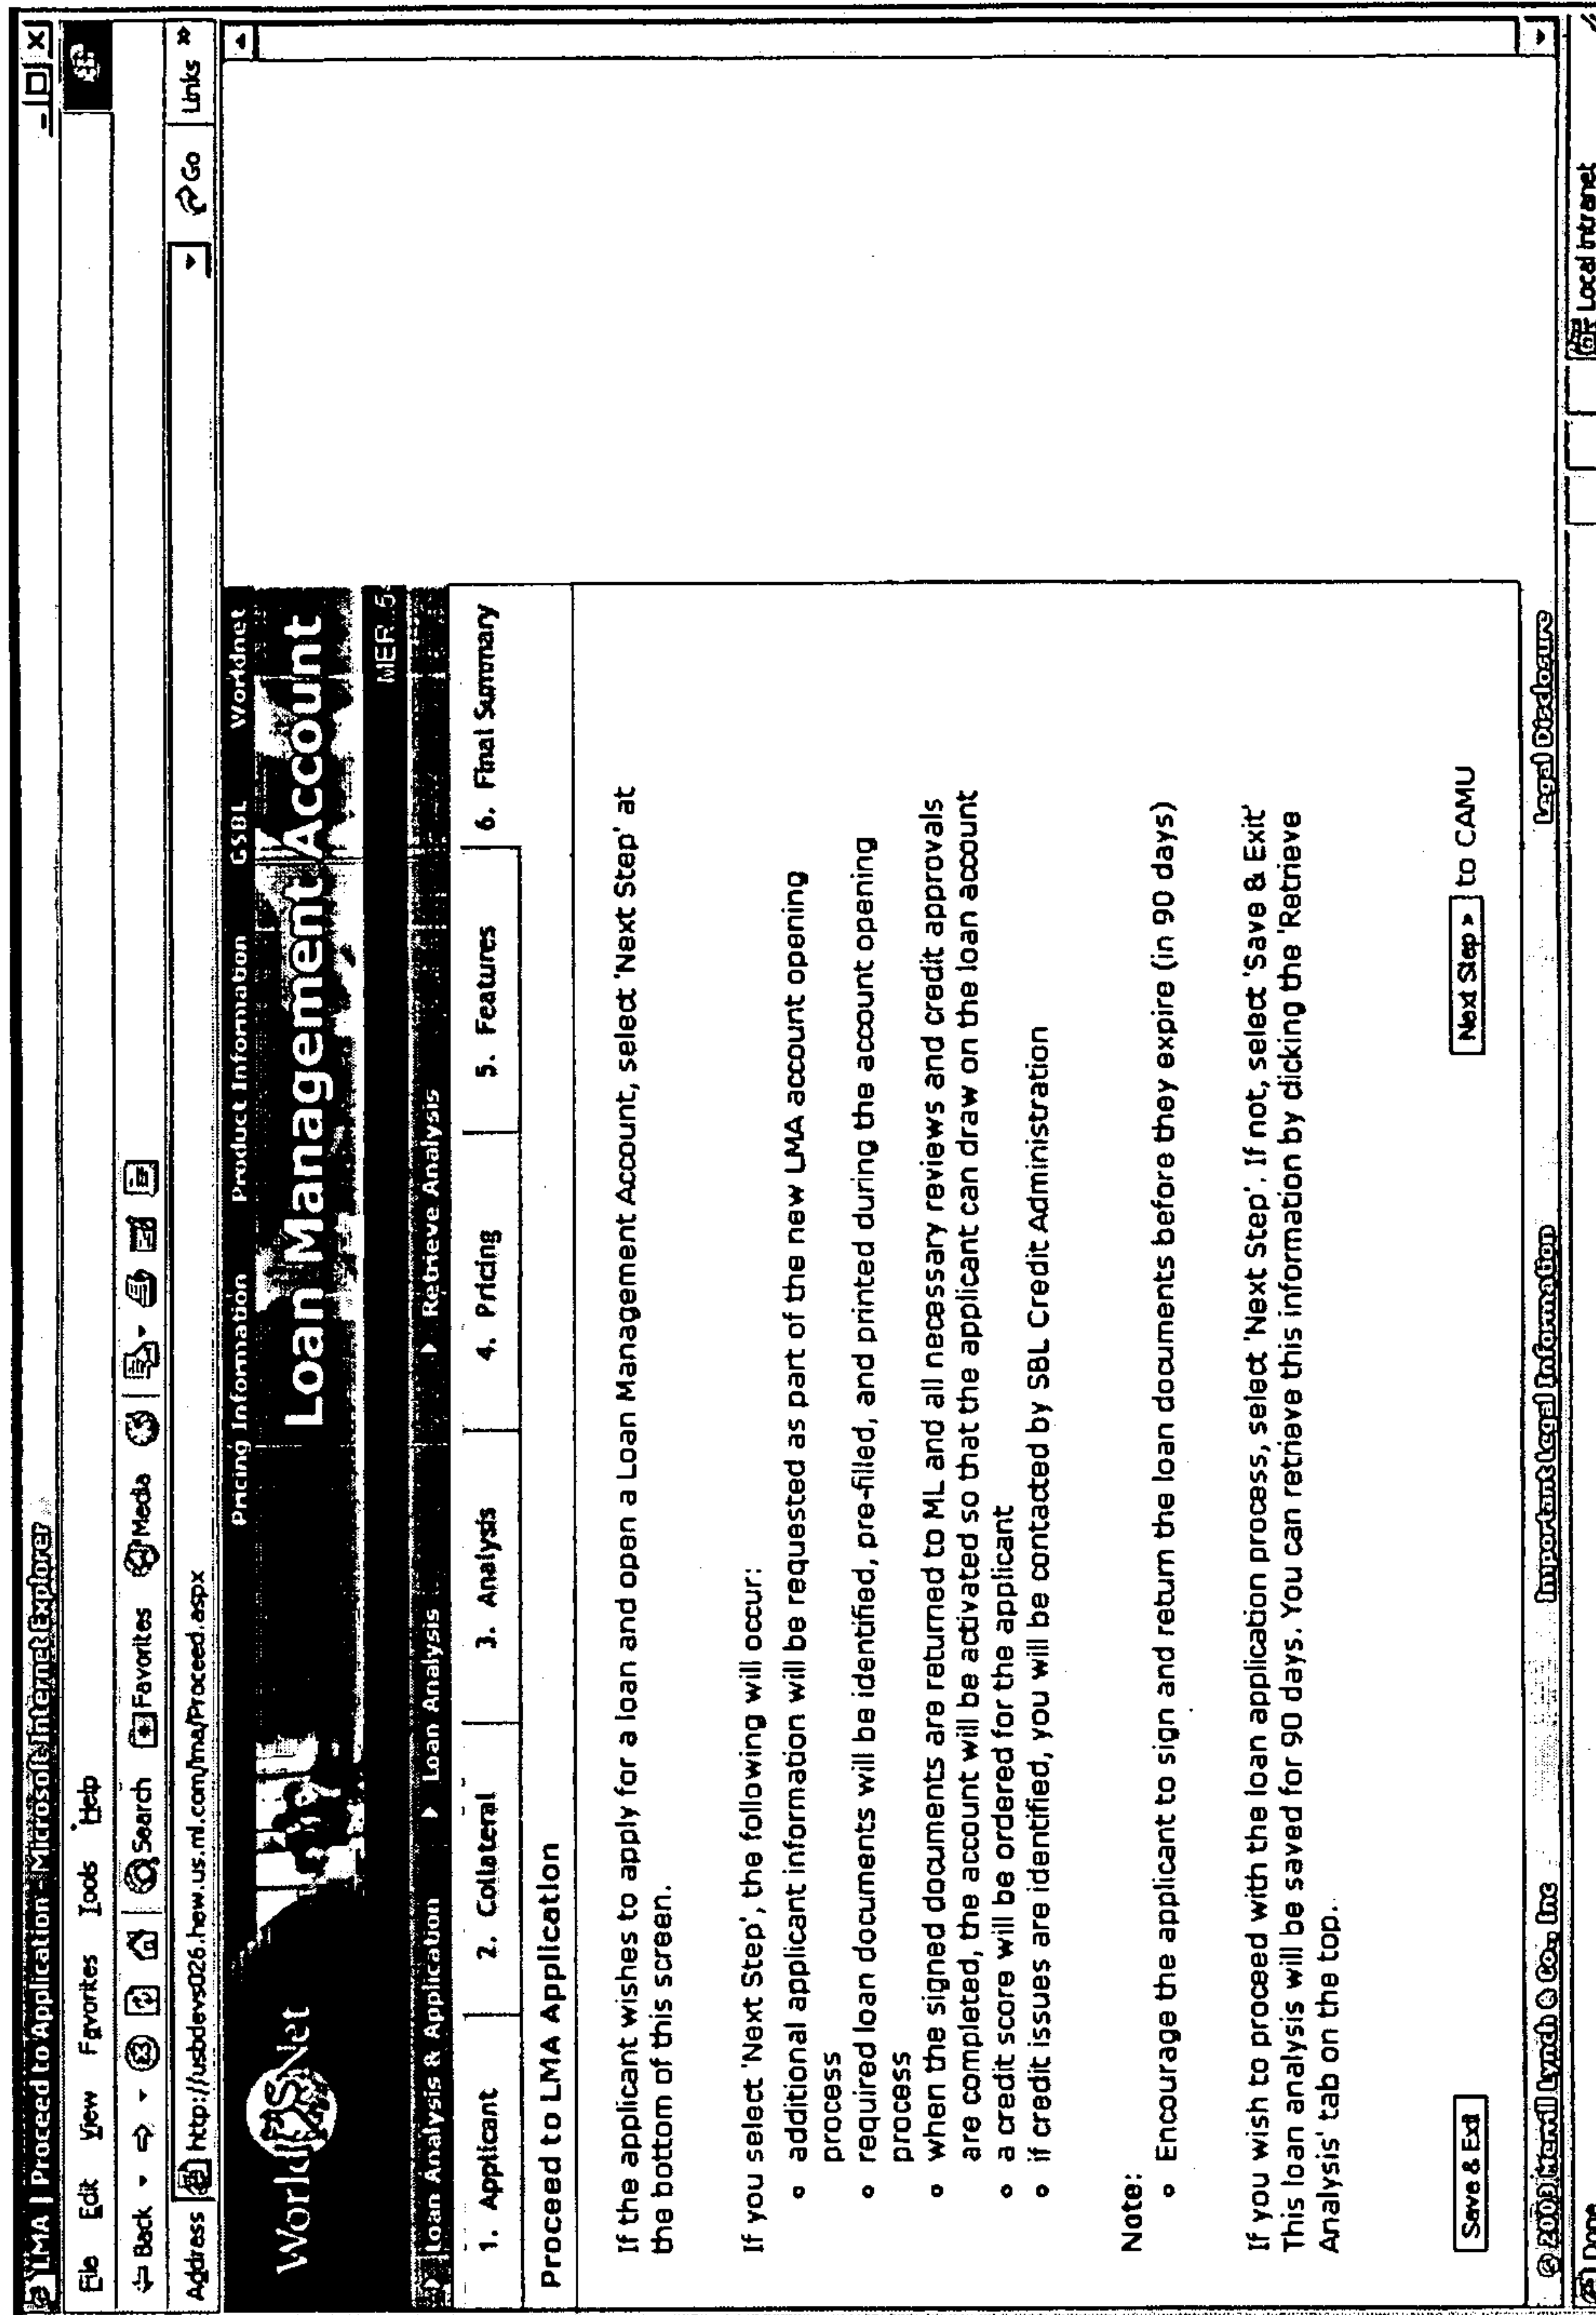 LMA | Proceed to Application - Microsoft Internet Explorer
File Edit View Favorites Tools Help
Back Search Favorites Media
Address http://usbdevs026.hew.us.ml.com/lma/Proceed.aspx Go Links »
Pricing Information Product Information GSBL Worldnet
WorldNet
Loan Management Account
MER 5
Loan Analysis & Application Loan Analysis Retrieve Analysis
1. Applicant 2. Collateral 3. Analysis 4. Pricing 5. Features 6. Final Summary
Proceed to LMA Application
If the applicant wishes to apply for a loan and open a Loan Management Account, select 'Next Step' at
the bottom of this screen.
If you select 'Next Step', the following will occur:
o additional applicant information will be requested as part of the new LMA account opening
process
o required loan documents will be identified, pre-filled, and printed during the account opening
process
o when the signed documents are returned to ML and all necessary reviews and credit approvals
are completed, the account will be activated so that the applicant can draw on the loan account
o a credit score will be ordered for the applicant
o if credit issues are identified, you will be contacted by SBL Credit Administration
Note:
o Encourage the applicant to sign and return the loan documents before they expire (in 90 days)
If you wish to proceed with the loan application process, select 'Next Step'. If not, select 'Save & Exit'
This loan analysis will be saved for 90 days. You can retrieve this information by clicking the 'Retrieve
Analysis' tab on the top.
Save & Exit Next Step » to CAMU
© 2003 Merrill Lynch & Co., Inc Important Legal Information Legal Disclosure
Done Local intranet